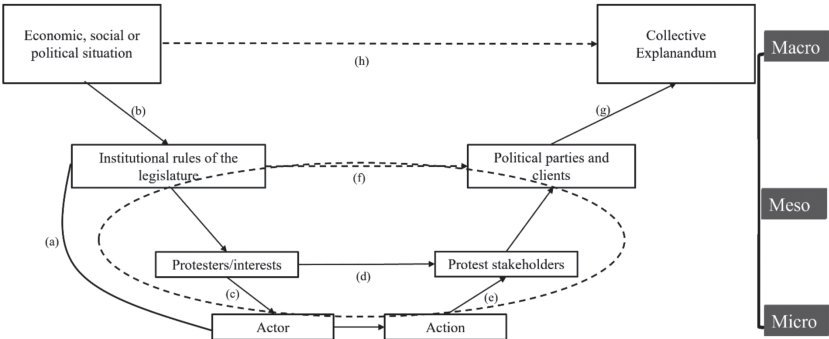 Economic, social or
political situation
Collective
Explanandum
Macro
(h)
(b)
(g)
Institutional rules of the
legislature
Political parties and
clients
(f)
Meso
(a)
Protesters/interests
Protest stakeholders
(d)
(c)
(e)
Actor
Action
Micro